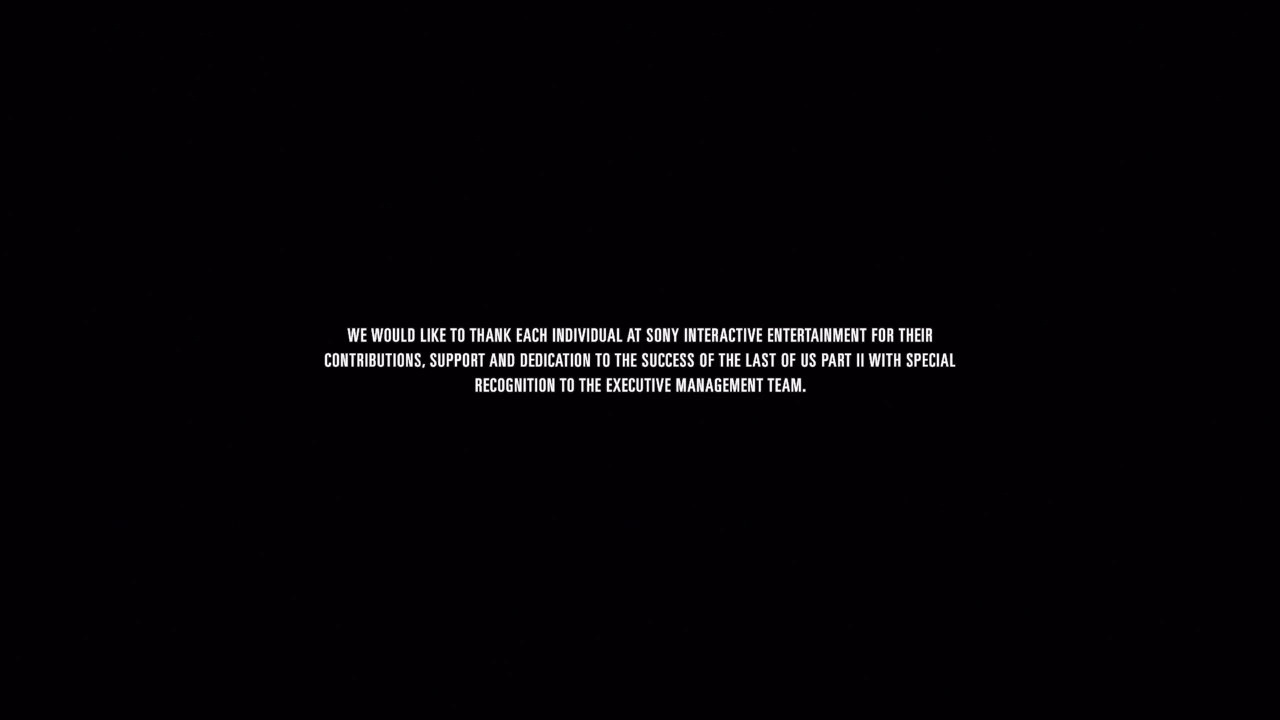 WE WOULD LIKE TO THANK EACH INDIVIDUAL AT SONY INTERACTIVE ENTERTAINMENT FOR THEIR
CONTRIBUTIONS, SUPPORT AND DEDICATION TO THE SUCCESS OF THE LAST OF US PART II WITH SPECIAL
RECOGNITION TO THE EXECUTIVE MANAGEMENT TEAM.